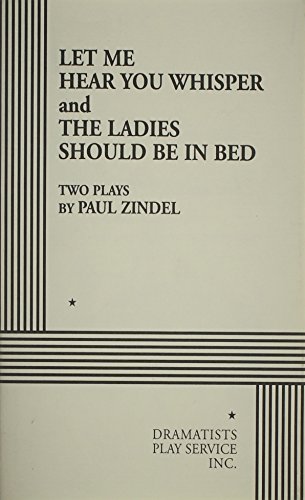 LET ME
HEAR YOU WHISPER
and
THE LADIES
SHOULD BE IN BED
TWO PLAYS
BY PAUL ZINDEL
★
★
DRAMATISTS
PLAY SERVICE
INC.